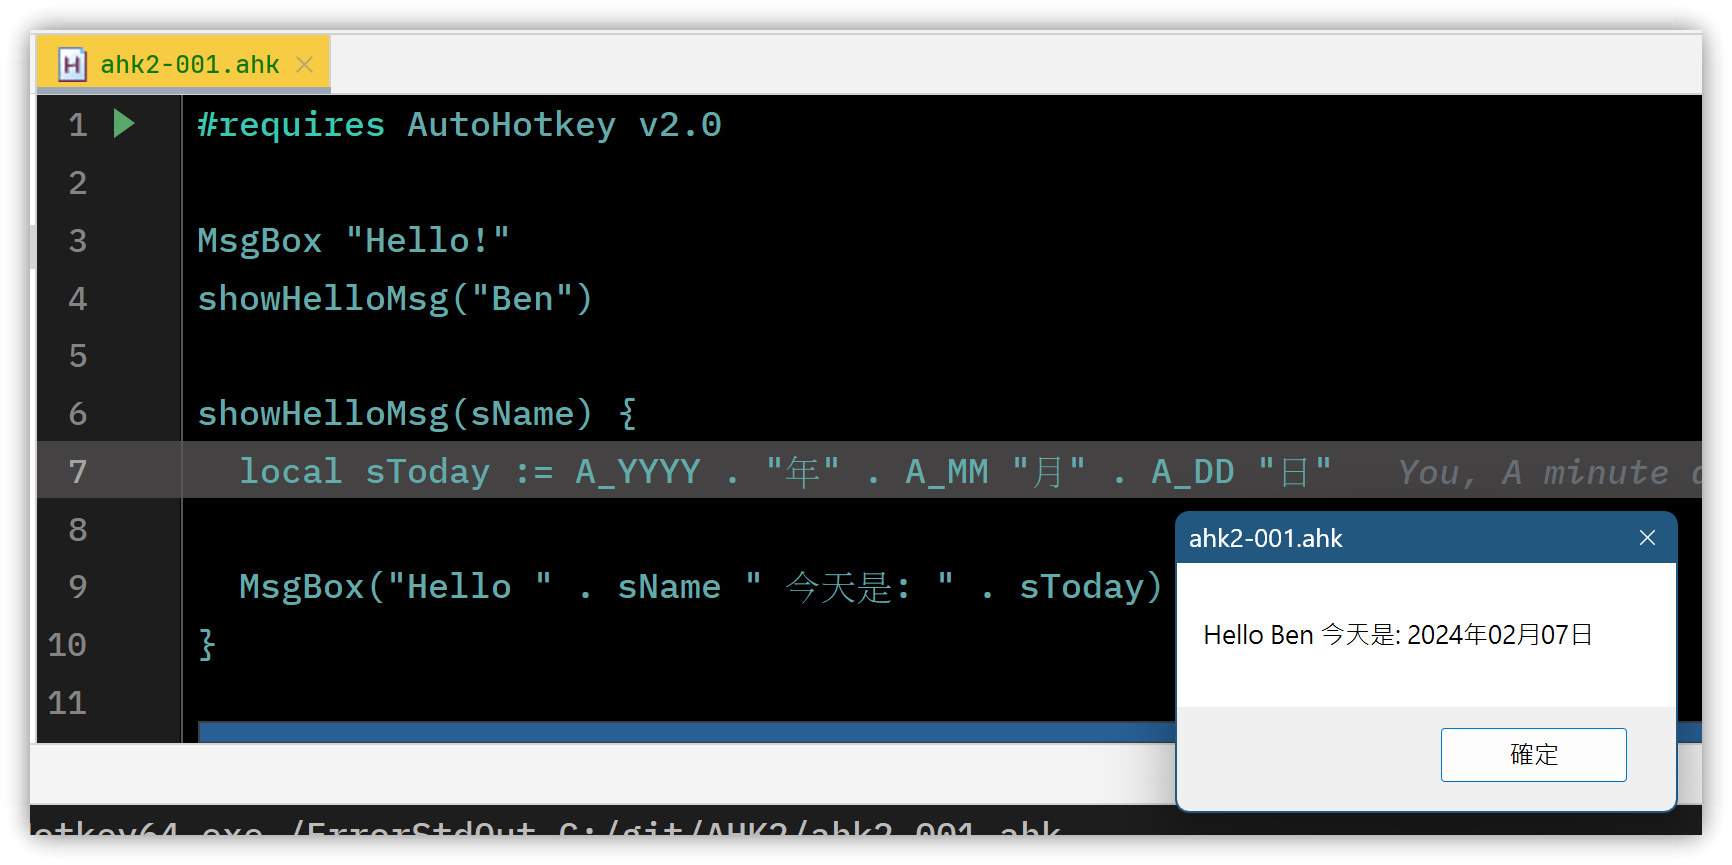 ahk2-001.ahk
1 #requires AutoHotkey v2.0
2
3 MsgBox "Hello!"
4 showHelloMsg("Ben")
5
6 showHelloMsg(sName) {
7 local sToday := A_YYYY . "年" . A_MM "月" . A_DD "日" You, A minute
8
9 MsgBox("Hello " . sName " 今天是: " . sToday)
10 }
11
ahk2-001.ahk
Hello Ben 今天是: 2024年02月07日
確定
otkey64.exe /ErrorStdOut C:/git/AHK2/ahk2-001.ahk